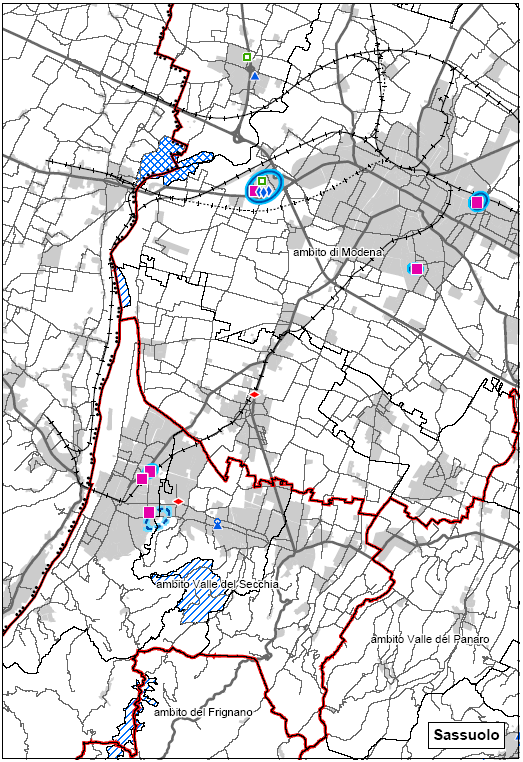 ambito di Modena
ambito Valle del Secchia
ambito Valle del Panaro
ambito del Frignano
Sassuolo